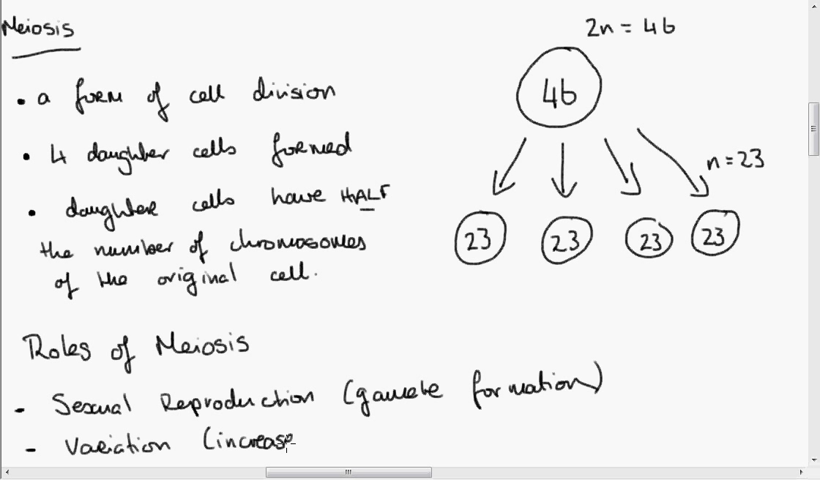 Meiosis
2n = 46
• a form of cell division
46
• 4 daughter cells formed
n = 23
• daughter cells have HALF
the number of chromosomes
of the original cell.
23 23 23 23
Roles of Meiosis
- Sexual Reproduction (gamete formation)
- Variation (increase